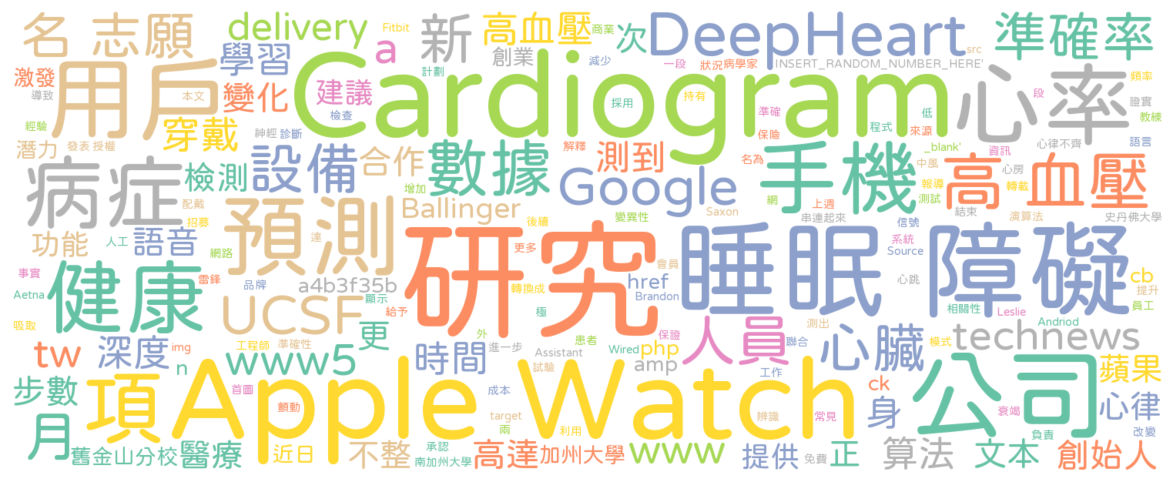 名 志願
delivery
Fitbit
a
新
高血壓
商業
次
DeepHeart
src
準確率
激發
導致
用戶
學習
變化
本文
計劃
建議
檢查
創業
減少
Cardiogram
狀況
病學家
一段
INSERT_RANDOM_NUMBER_HERE'
心率
段
頻率
證實
教練
經驗
潛力
發表
授權
穿戴
神經
診斷
採用
持有
程式
準確
保險
低
來源
_blank'
語言
心律不齊
病症
檢測
設備
合作
數據
解釋
測到
名為
手機
中風
資訊
心房
高 血壓
配戴
招募
增加
Google
報導
測試
轉載
演算法
Ballinger
後續
變異性
Saxon
網
上週
串連起來
結束
史丹佛大學
功能
語音
人工
網路
達
預測
研究
更多
信號
系統
Source
心跳
睡眠 障礙
事實
Aetna
雷鋒
品牌
a4b3f35b
顯示
給予
轉換成
href
會員
Brandon
cb
提升
員工
健康
UCSF
更
極
相關性
Leslie
Andriod
吸取
工程師
準確性
外
進一步
患者
Wired
保證
php
人員
測出
聯合
心臟
technews
模式
tw
深度
img
n
www5
時間
Assistant
試驗
amp
工作
ck
蘋果
步數
首圖
顫動
項
Apple Watch
成本
target
雨
利用
辨識
常見
身
公司
衰竭
心律
改變
負責
月
舊金山分校
醫療
近日
不整
承認
南加州大學
高達
加州大學
www
提供
免費
正
算法
文本
創始人